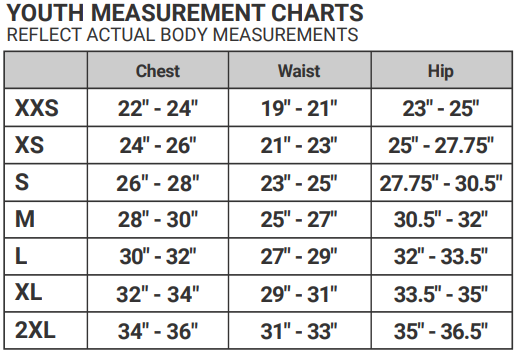 YOUTH MEASUREMENT CHARTS
REFLECT ACTUAL BODY MEASUREMENTS
Chest Waist Hip
XXS 22" - 24" 19" - 21" 23" - 25"
XS 24" - 26" 21" - 23" 25" - 27.75"
S 26" - 28" 23" - 25" 27.75" - 30.5"
M 28" - 30" 25" - 27" 30.5" - 32"
L 30" - 32" 27" - 29" 32" - 33.5"
XL 32" - 34" 29" - 31" 33.5" - 35"
2XL 34" - 36" 31" - 33" 35" - 36.5"